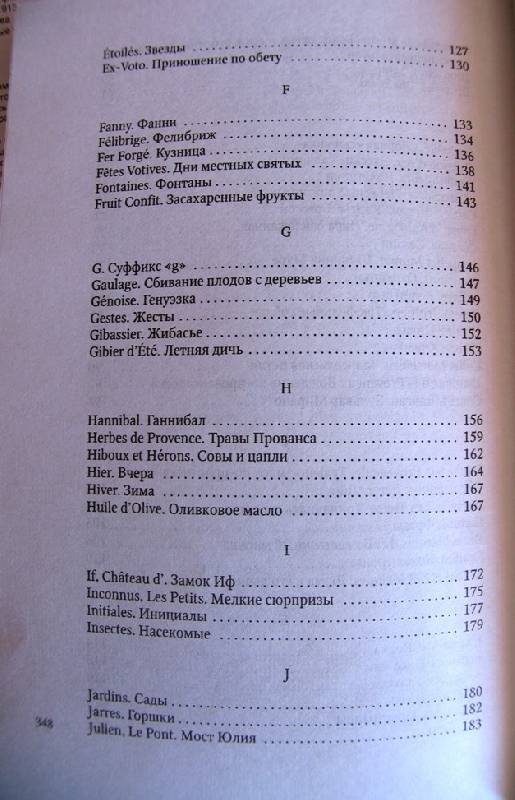 Étoilés. Звезды 127
Ex-Voto. Приношение по обету 130
F
Fanny. Фанни 133
Félibrige. Фелибриж 134
Fer Forgé. Кузница 136
Fêtes Votives. Дни местных святых 138
Fontaines. Фонтаны 141
Fruit Confit. Засахаренные фрукты 143
G
G. Суффикс «g» 146
Gaulage. Сбивание плодов с деревьев 147
Génoise. Генуэзка 149
Gestes. Жесты 150
Gibassier. Жибасье 152
Gibier d’Été. Летняя дичь 153
H
Hannibal. Ганнибал 156
Herbes de Provence. Травы Прованса 159
Hiboux et Hérons. Совы и цапли 162
Hier. Вчера 164
Hiver. Зима 167
Huile d’Olive. Оливковое масло 167
I
If. Château d’. Замок Иф 172
Inconnus. Les Petits. Мелкие сюрпризы 175
Initiales. Инициалы 177
Insectes. Насекомые 179
J
Jardins. Сады 180
Jarres. Горшки 182
Julien. Le Pont. Мост Юлия 183
348